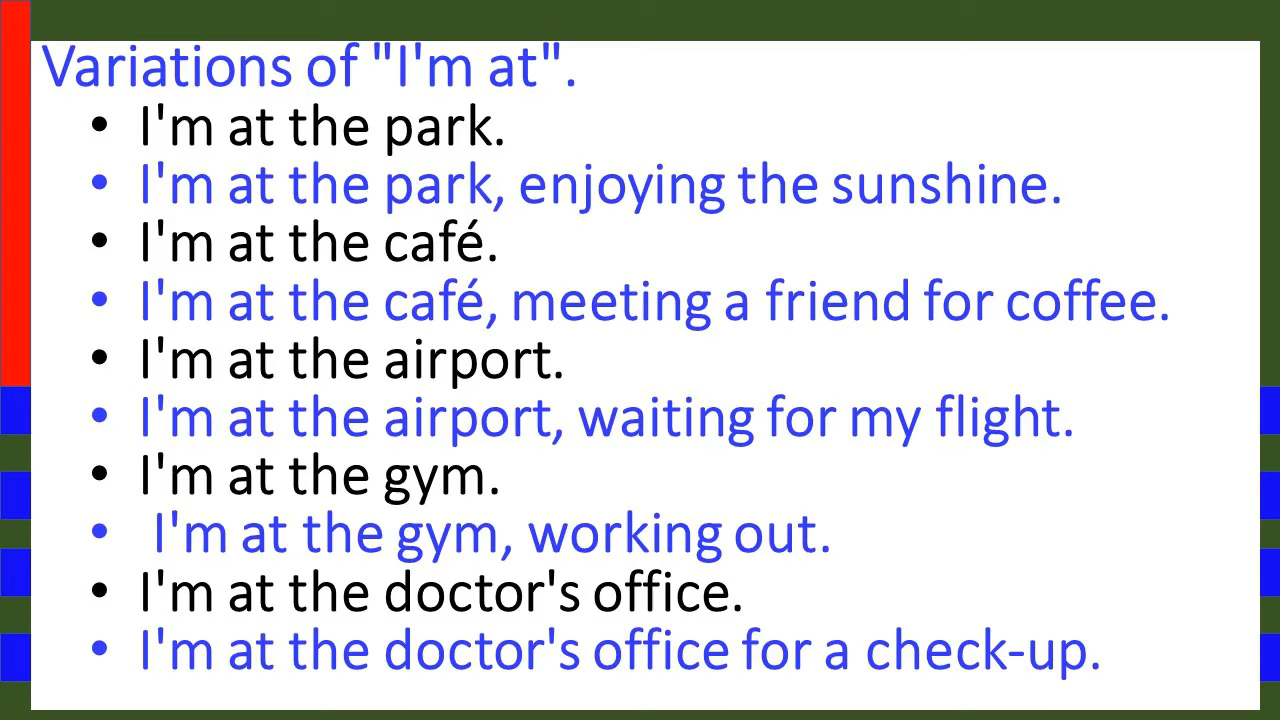 Variations of "I'm at".
• I'm at the park.
• I'm at the park, enjoying the sunshine.
• I'm at the café.
• I'm at the café, meeting a friend for coffee.
• I'm at the airport.
• I'm at the airport, waiting for my flight.
• I'm at the gym.
• I'm at the gym, working out.
• I'm at the doctor's office.
• I'm at the doctor's office for a check-up.